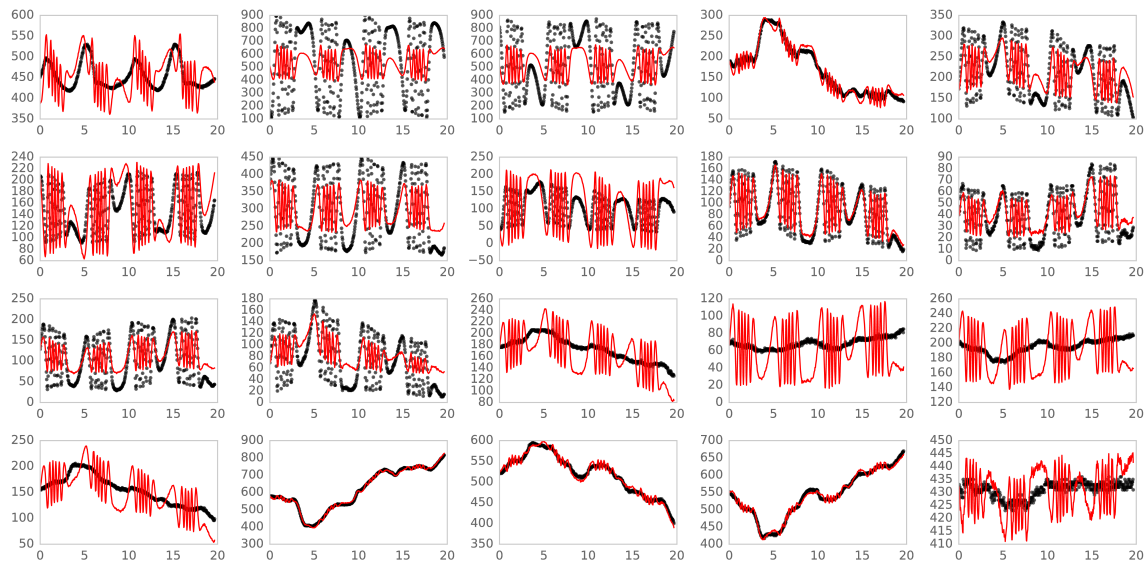 600 900 900 300 350
550 800 800 250 300
500 700 700 200 250
450 600 600 150 200
400 500 500 100 150
350 400 400 50 100
300 300
200 200
100 100
0 5 10 15 20 0 5 10 15 20 0 5 10 15 20 0 5 10 15 20 0 5 10 15 20
240 450 250 180 90
220 400 200 160 80
200 350 150 140 70
180 300 100 120 60
160 250 50 100 50
140 200 0 80 40
120 150 −50 60 30
100 40 20
80 20 10
60 0 0
0 5 10 15 20 0 5 10 15 20 0 5 10 15 20 0 5 10 15 20 0 5 10 15 20
250 180 260 120 260
200 160 240 100 240
150 140 220 80 220
100 120 200 60 200
50 100 180 40 180
0 80 160 20 160
60 140 0 140
40 120 120
20 100
0 80
0 5 10 15 20 0 5 10 15 20 0 5 10 15 20 0 5 10 15 20 0 5 10 15 20
250 900 600 700 450
200 800 550 650 445
150 700 500 600 440
100 600 450 550 435
50 500 400 500 430
400 350 450 425
300 400 420
415
410
0 5 10 15 20 0 5 10 15 20 0 5 10 15 20 0 5 10 15 20 0 5 10 15 20